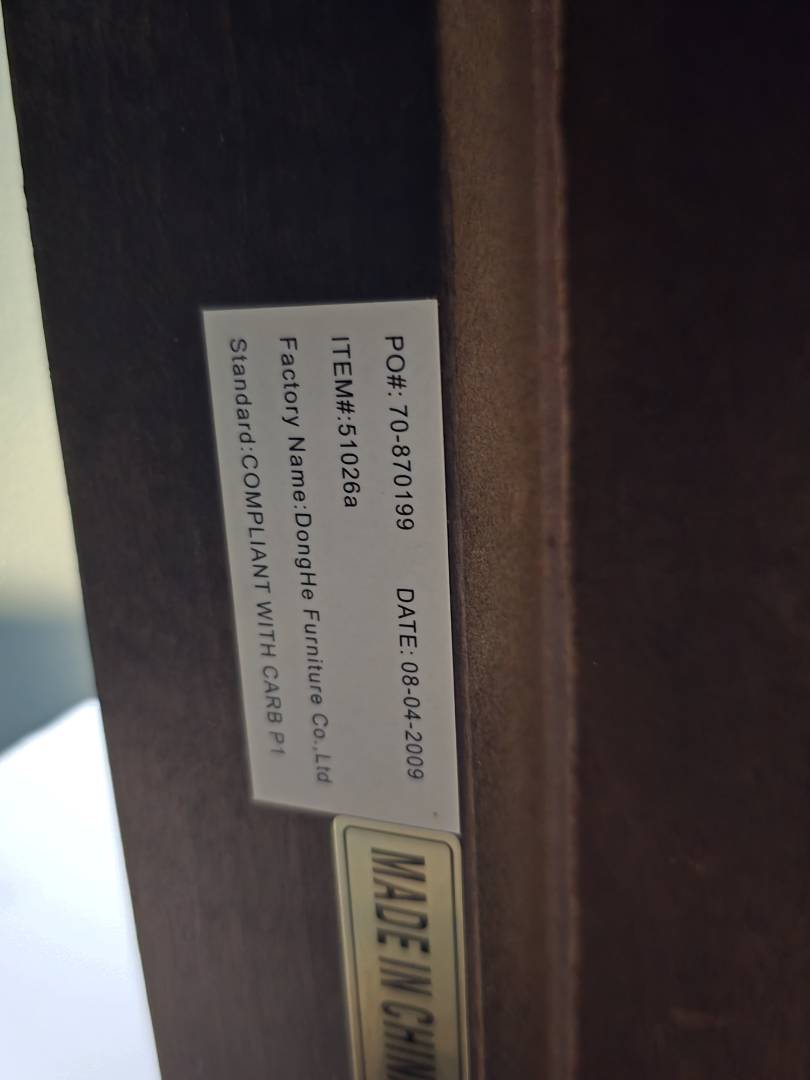 PO#: 70-870199 DATE: 08-04-2009
ITEM#:51026a
Factory Name:DongHe Furniture Co.,Ltd
Standard:COMPLIANT WITH CARB P1
MADE IN CHIN